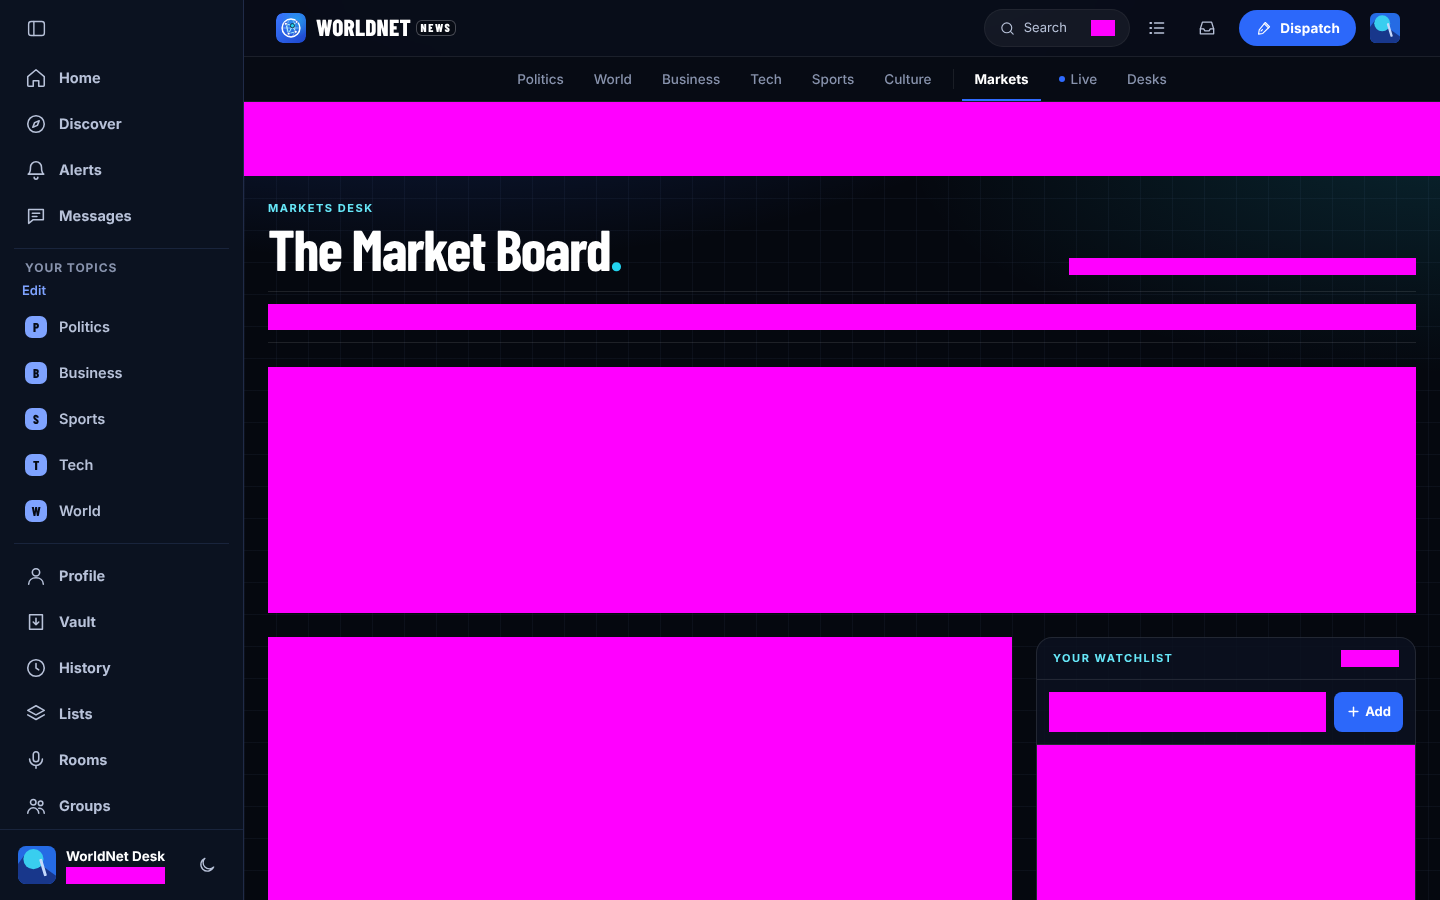 Home
Discover
Alerts
Messages
YOUR TOPICS
Edit
P Politics
B Business
S Sports
T Tech
W World
Profile
Vault
History
Lists
Rooms
Groups
WorldNet Desk
WORLDNET NEWS
Search
Dispatch
Politics World Business Tech Sports Culture Markets Live Desks
MARKETS DESK
The Market Board.
YOUR WATCHLIST
Add